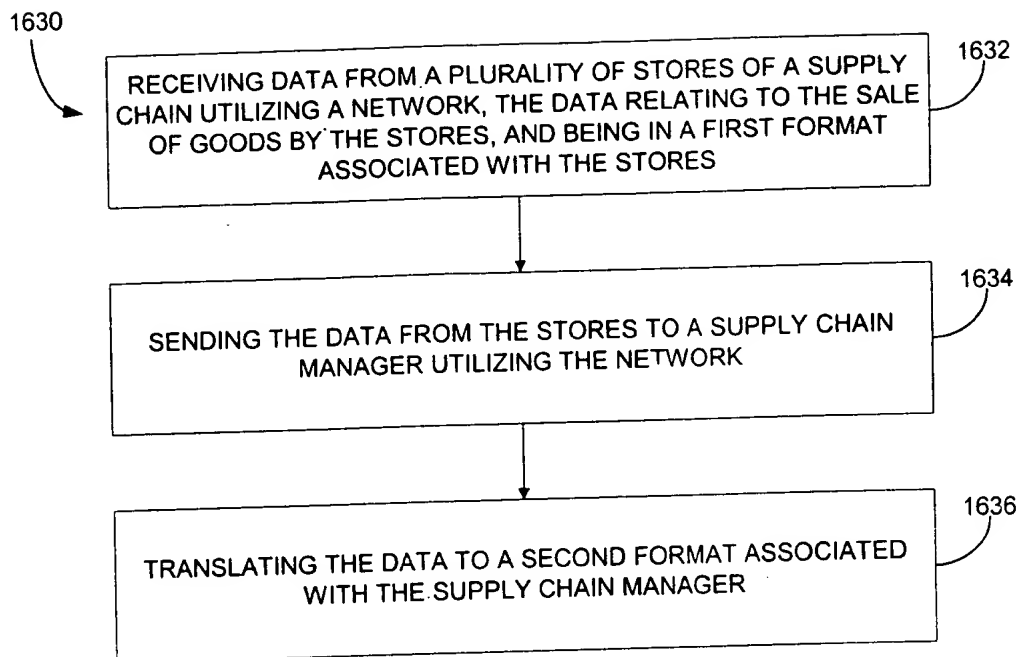 1630
1632
RECEIVING DATA FROM A PLURALITY OF STORES OF A SUPPLY
CHAIN UTILIZING A NETWORK, THE DATA RELATING TO THE SALE
OF GOODS BY THE STORES, AND BEING IN A FIRST FORMAT
ASSOCIATED WITH THE STORES
1634
SENDING THE DATA FROM THE STORES TO A SUPPLY CHAIN
MANAGER UTILIZING THE NETWORK
1636
TRANSLATING THE DATA TO A SECOND FORMAT ASSOCIATED
WITH THE SUPPLY CHAIN MANAGER